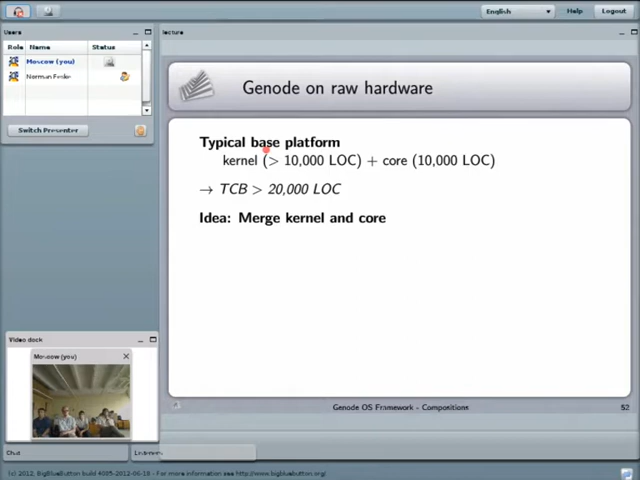 English
Help
Logout
Users
lecture
Role Name Status
Moscow (you)
Norman Feske
Switch Presenter
Genode on raw hardware
Typical base platform
kernel (> 10,000 LOC) + core (10,000 LOC)
→ TCB > 20,000 LOC
Idea: Merge kernel and core
Video dock
Moscow (you)
Genode OS Framework - Compositions
52
Chat
Listeners
(c) 2012, BigBlueButton build 4085-2012-06-19 - For more information see http://www.bigbluebutton.org/